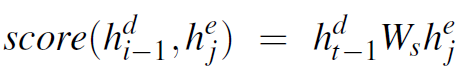 score(h^d_{i−1}, h^e_j) = h^d_{t−1} W_s h^e_j